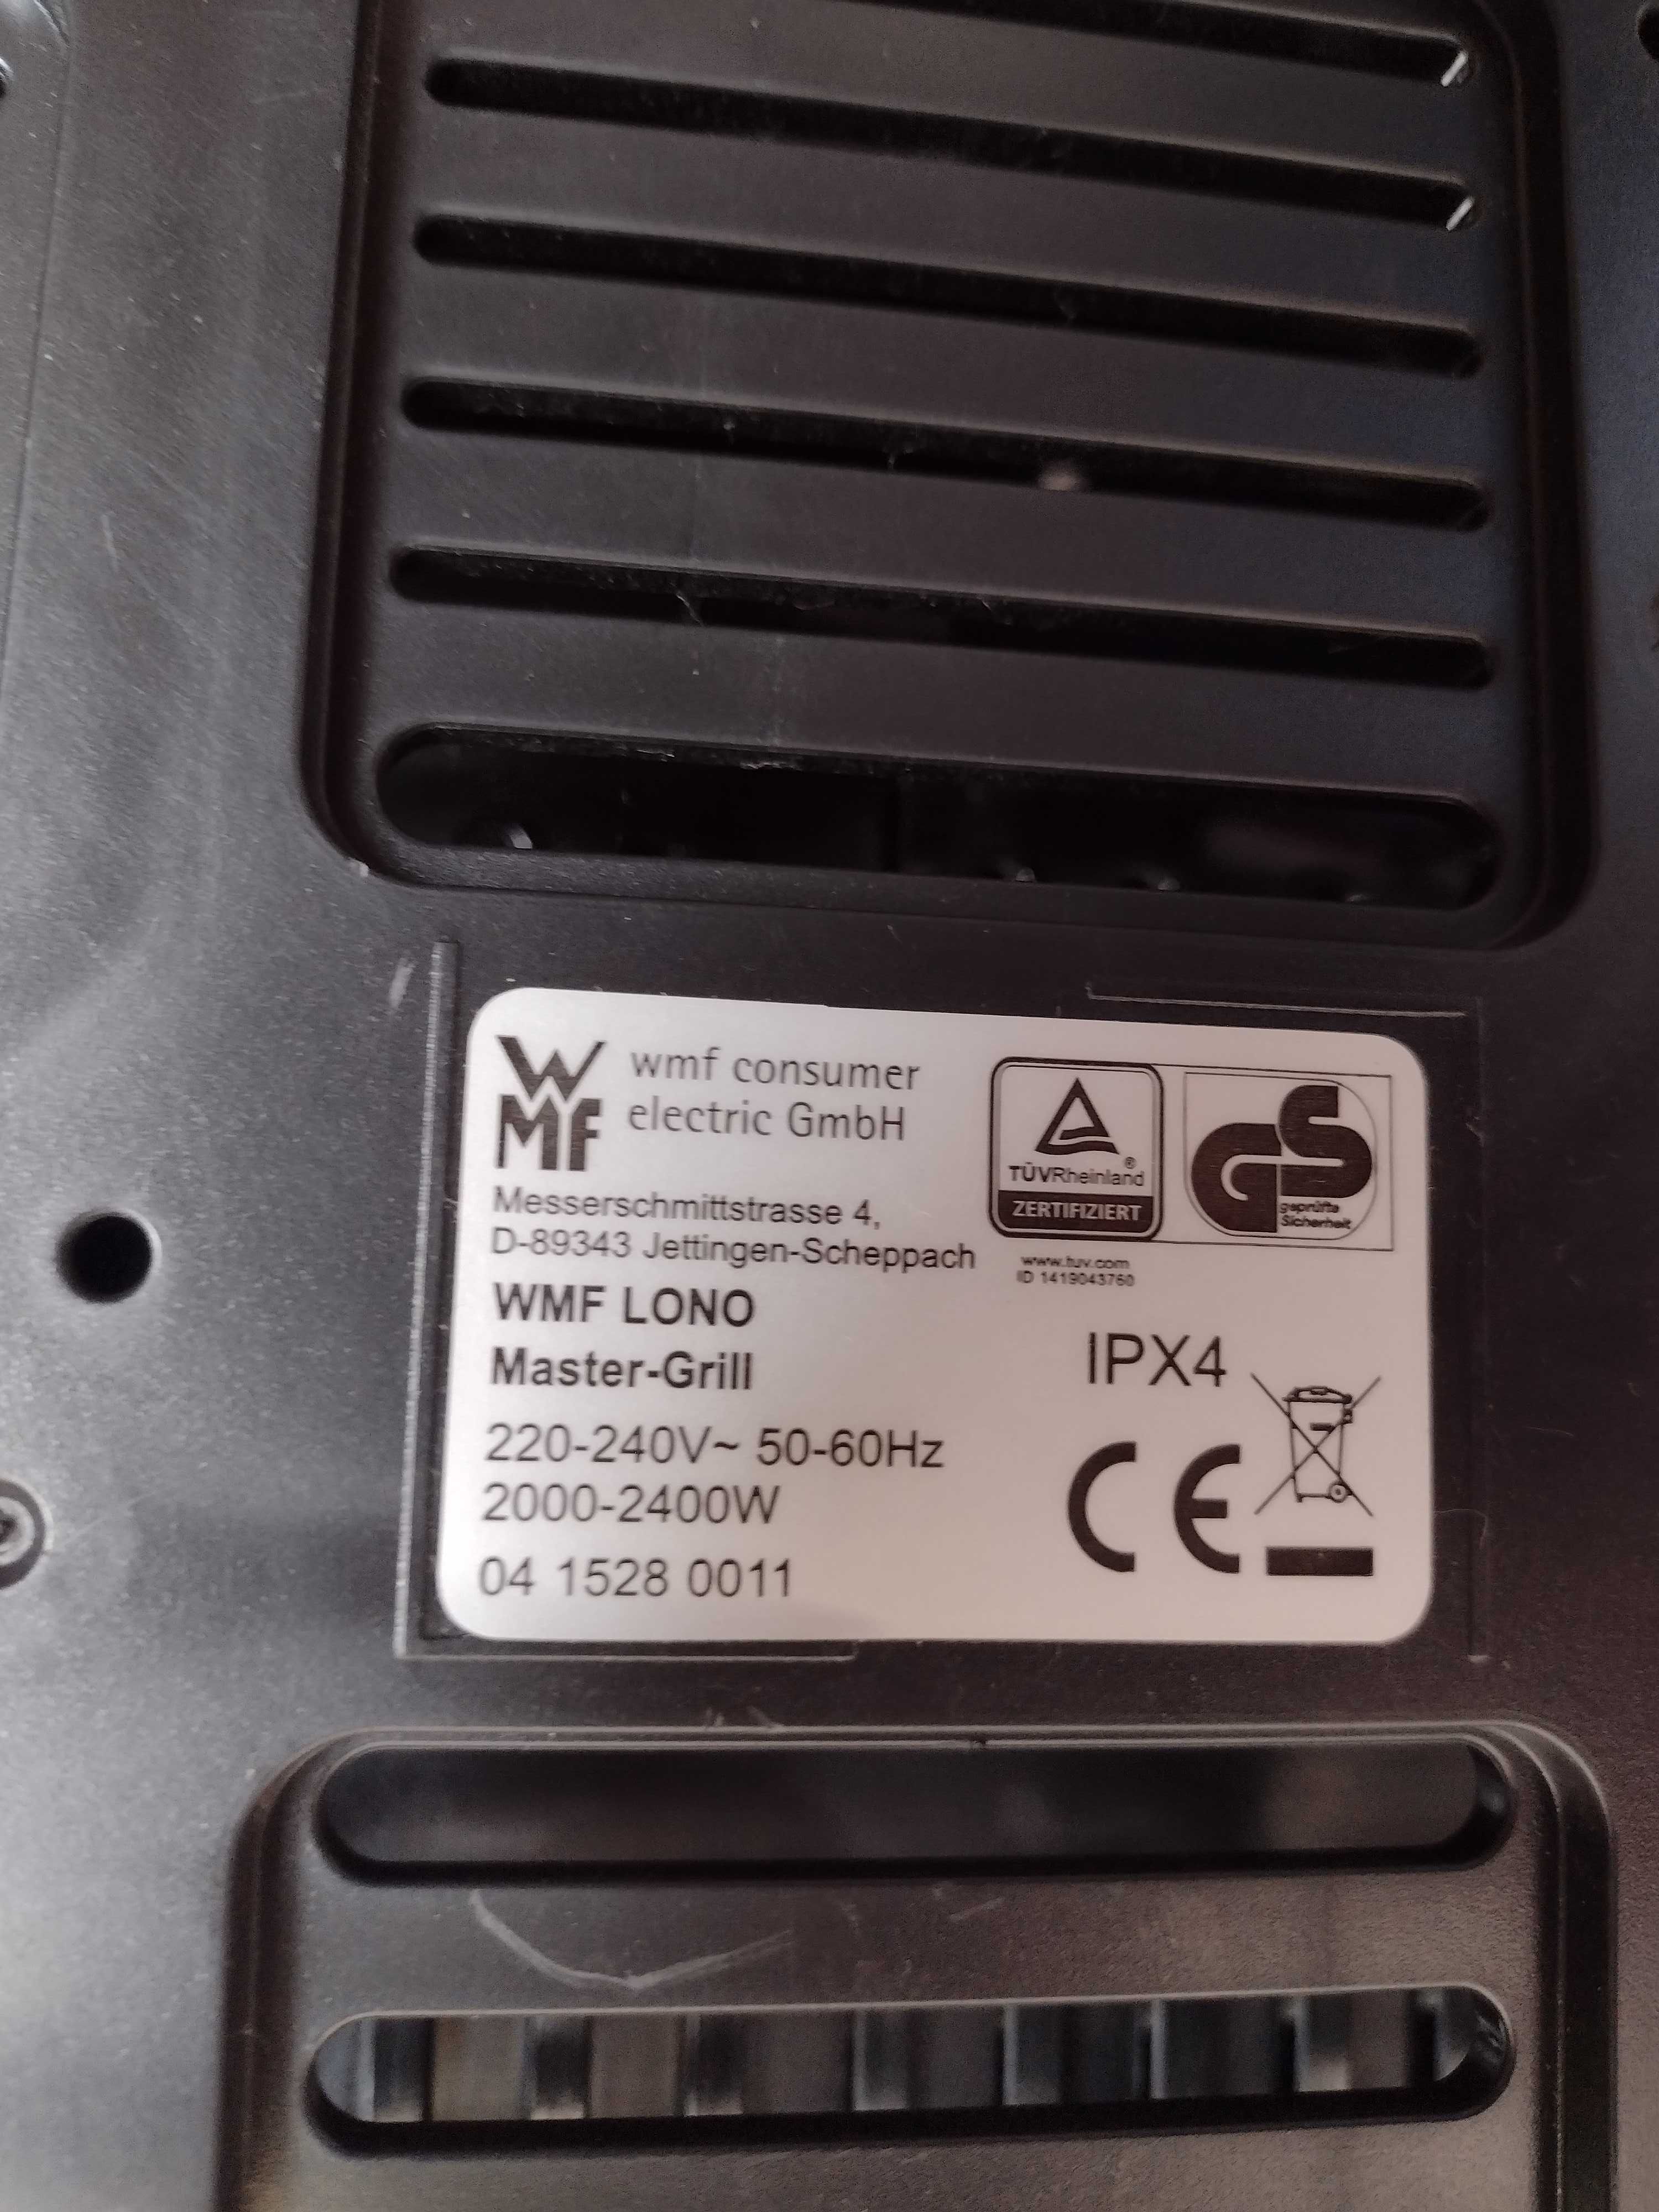 WMF
wmf consumer
electric GmbH
Messerschmittstrasse 4,
D-89343 Jettingen-Scheppach
WMF LONO
Master-Grill
220-240V~ 50-60Hz
2000-2400W
04 1528 0011
TÜVRheinland®
ZERTIFIZIERT
GS
geprüfte
Sicherheit
www.tuv.com
ID 1419043760
IPX4
CE